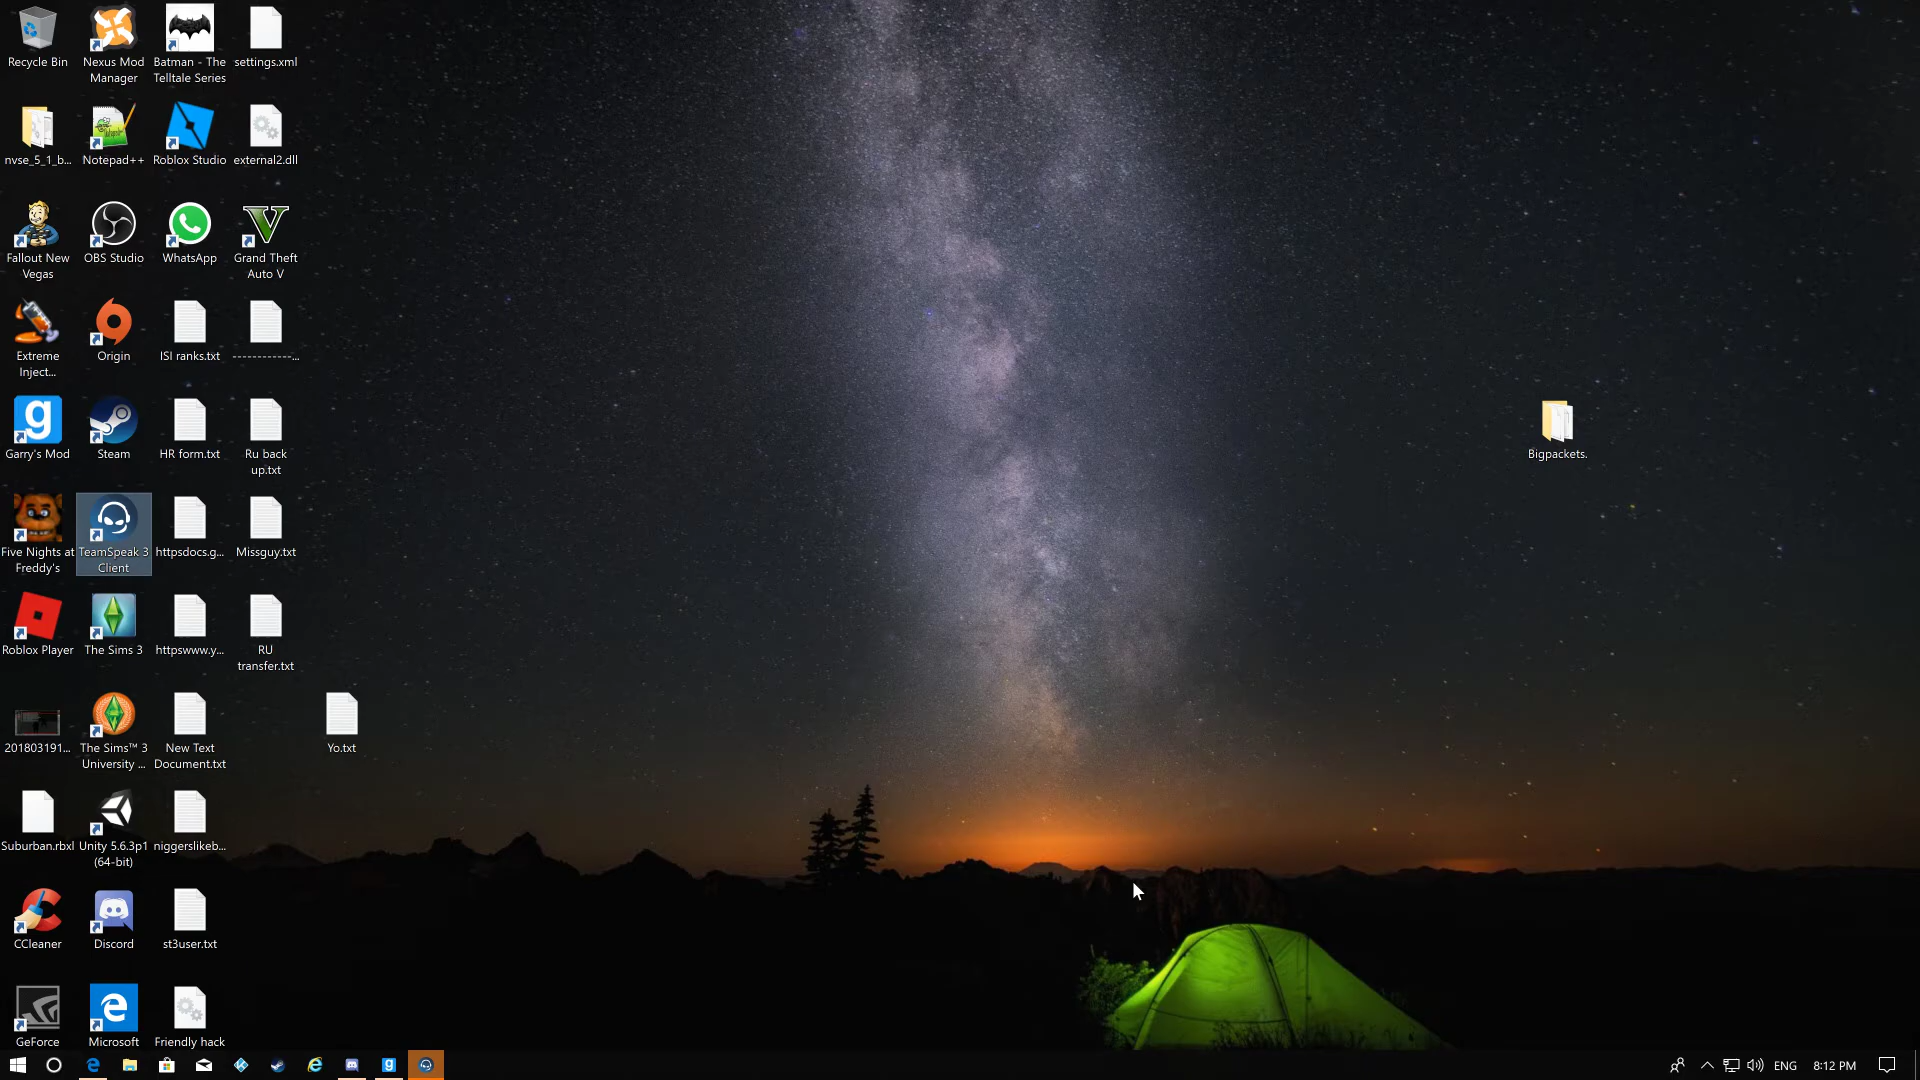 Recycle Bin
Nexus Mod
Manager
Batman - The
Telltale Series
settings.xml
nvse_5_1_b...
Notepad++
Roblox Studio
external2.dll
Fallout New
Vegas
OBS Studio
WhatsApp
Grand Theft
Auto V
Extreme
Inject...
Origin
ISI ranks.txt
------------...
Garry's Mod
Steam
HR form.txt
Ru back
up.txt
Bigpackets.
Five Nights at
Freddy's
TeamSpeak 3
Client
httpsdocs.g...
Missguy.txt
Roblox Player
The Sims 3
httpswww.y...
RU
transfer.txt
201803191...
The Sims™ 3
University ...
New Text
Document.txt
Yo.txt
Suburban.rbxl
Unity 5.6.3p1
(64-bit)
niggerslikeb...
CCleaner
Discord
st3user.txt
GeForce
Microsoft
Friendly hack
ENG
8:12 PM